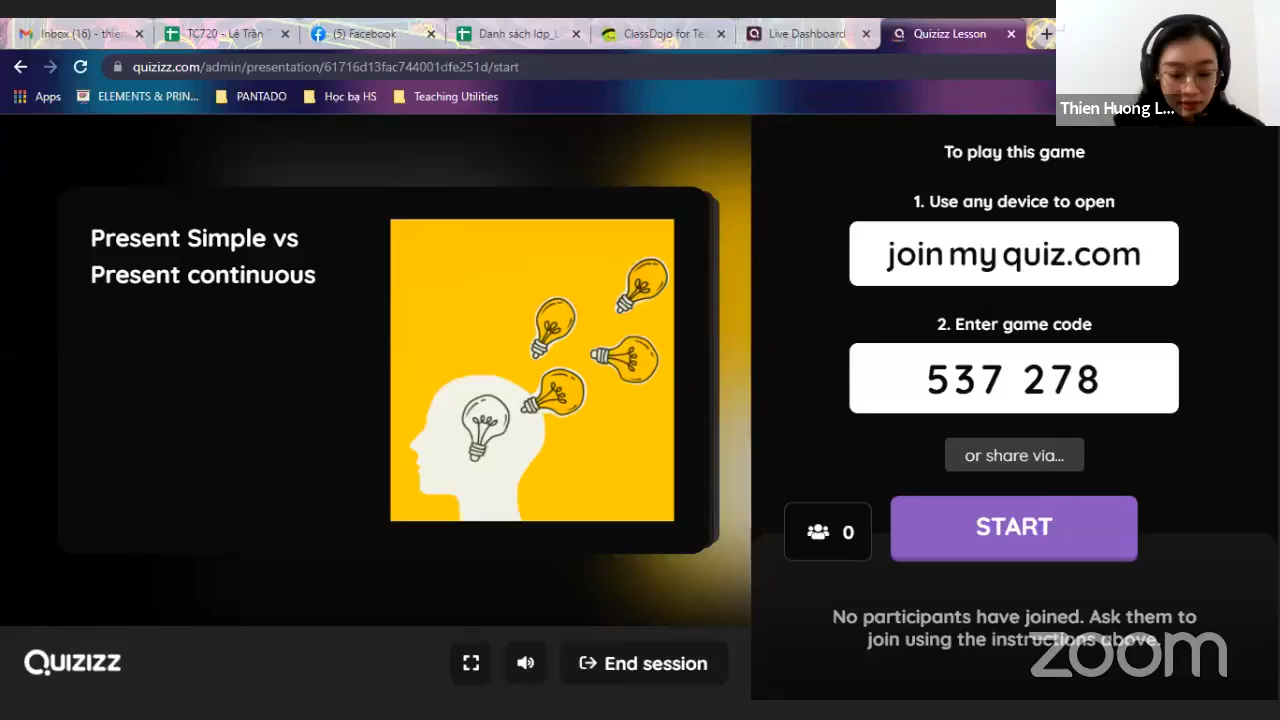 Inbox (16) - thie
TC720 - Lê Trần T
(5) Facebook
Danh sách lớp_L
ClassDojo for Te
Live Dashboard
Quizizz Lesson
quizizz.com/admin/presentation/61716d13fac744001dfe251d/start
Apps
ELEMENTS & PRIN...
PANTADO
Học bạ HS
Teaching Utilities
Thien Huong L...
Present Simple vs
Present continuous
To play this game
1. Use any device to open
joinmyquiz.com
2. Enter game code
537 278
or share via...
0
START
No participants have joined. Ask them to
join using the instructions above.
Quizizz
End session
zoom